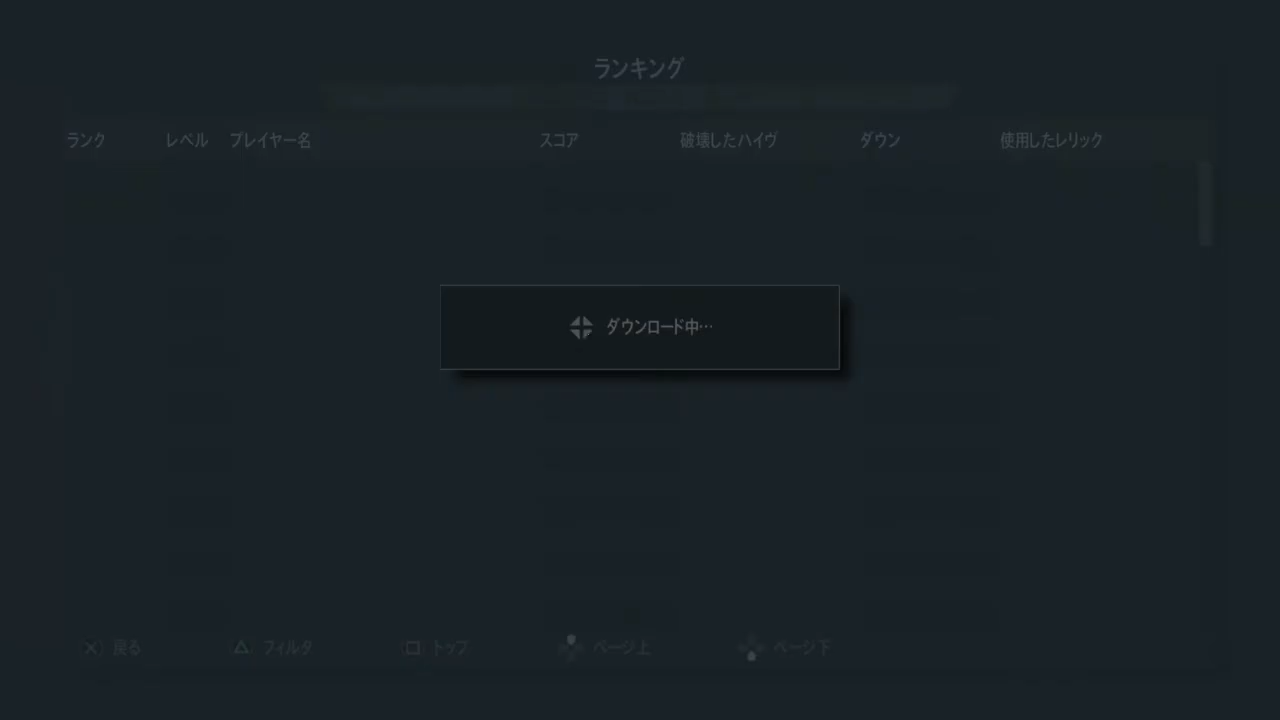 ランキング
ランク レベル プレイヤー名 スコア 破壊したハイヴ ダウン 使用したレリック
ダウンロード中…
戻る フィルタ トップ ページ上 ページ下